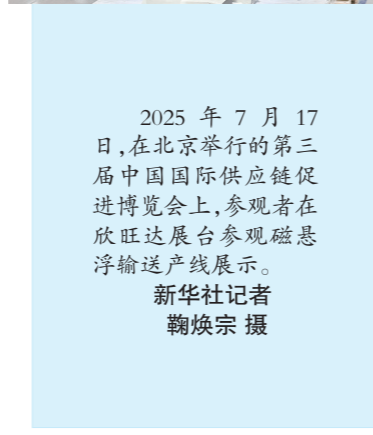 2025 年 7 月 17
日，在北京举行的第三
届中国国际供应链促
进博览会上，参观者在
欣旺达展台参观磁悬
浮输送产线展示。
新华社记者
鞠焕宗 摄